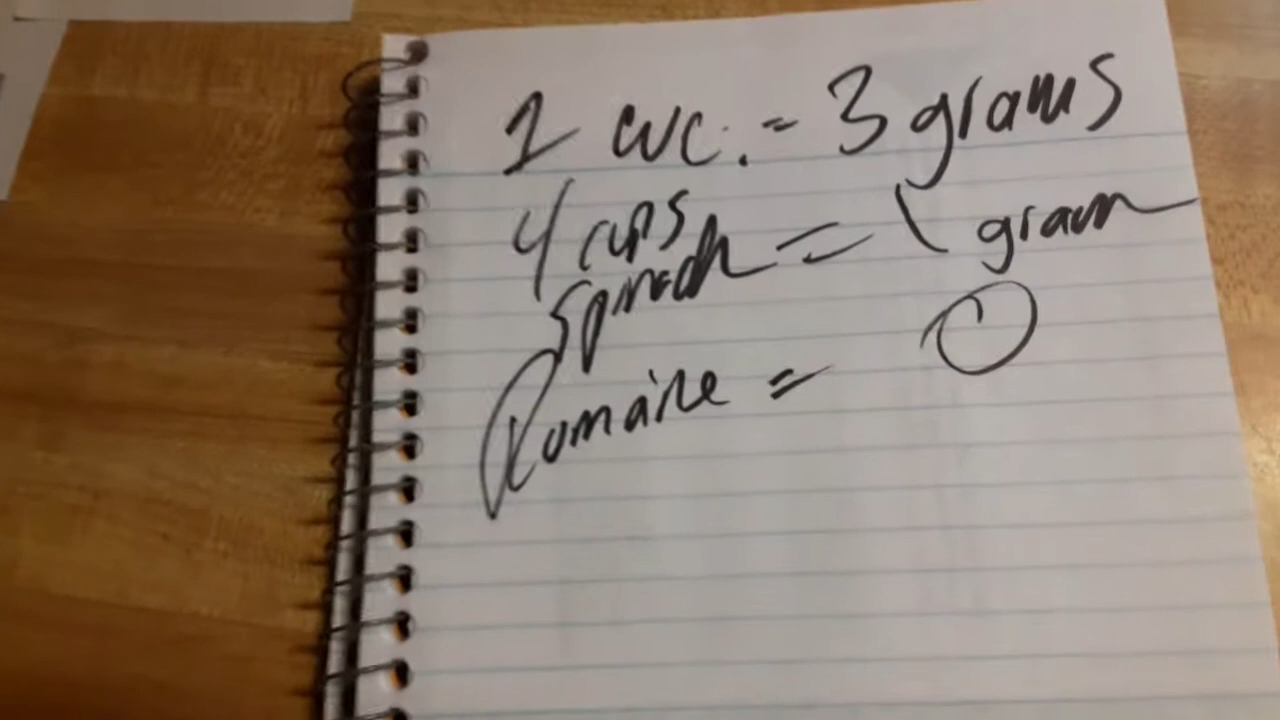 1 cuc. = 3 grams
4 cups
spinach = 1 gram
Romaine = 0